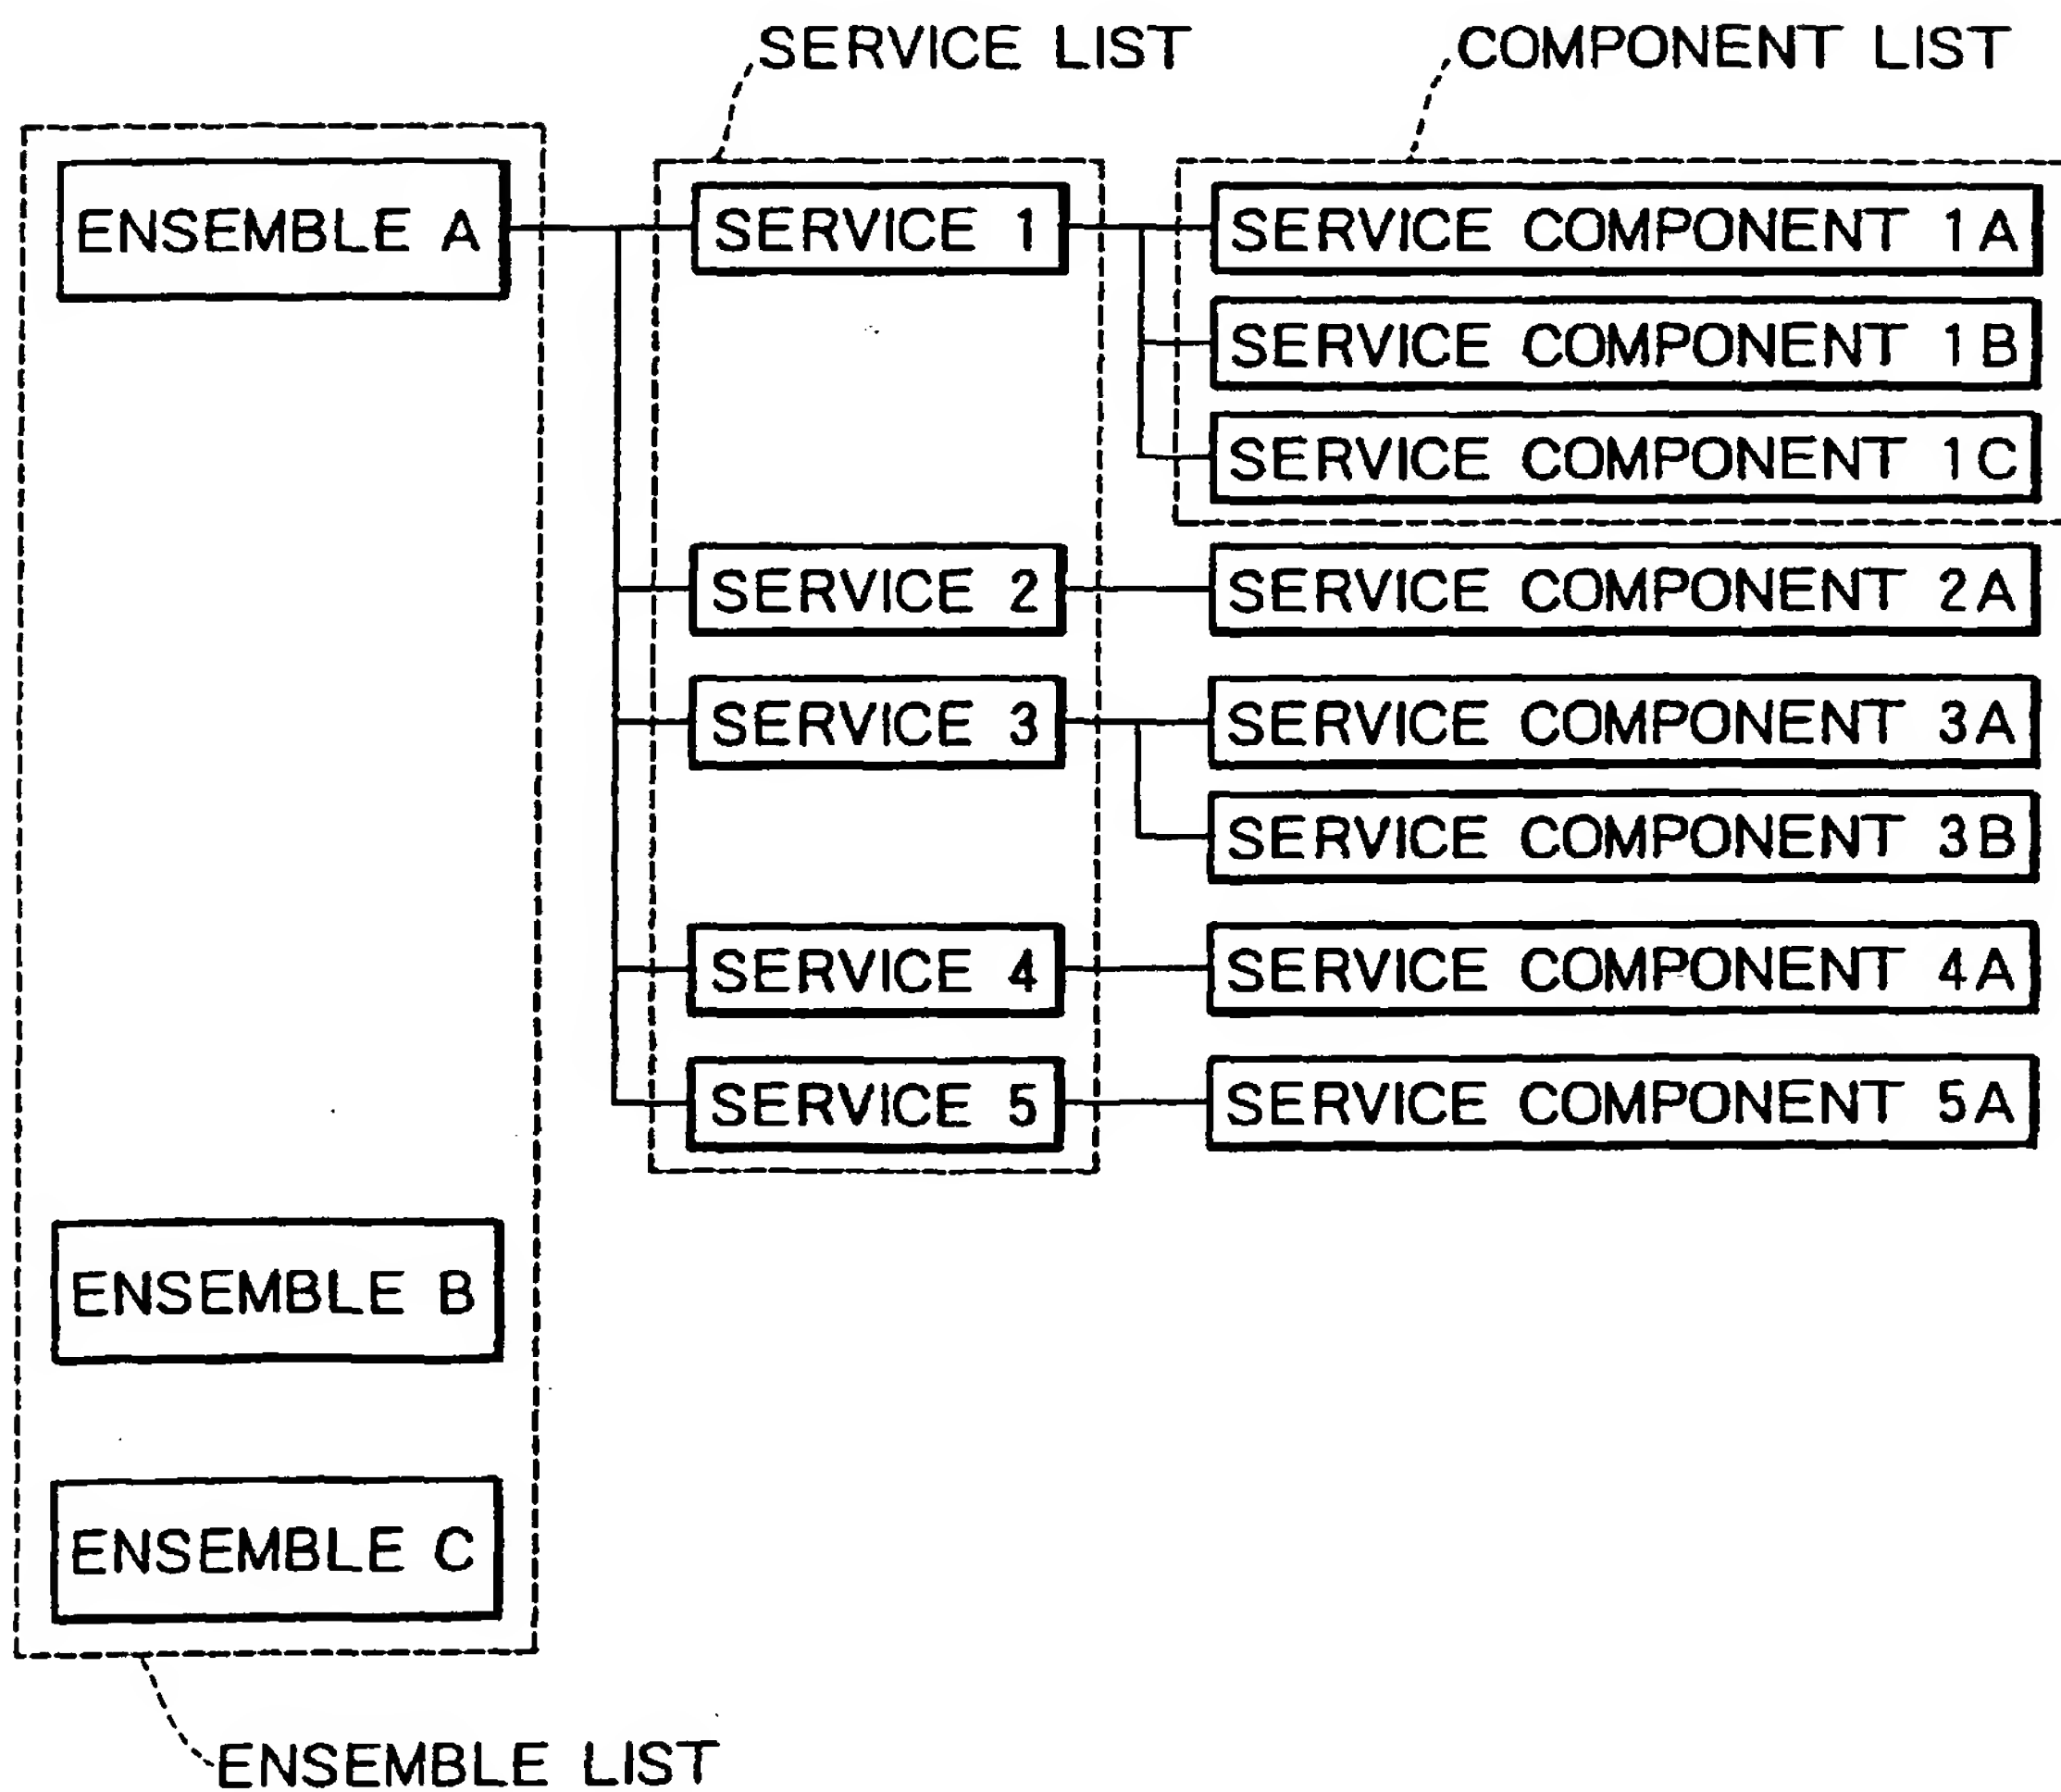 SERVICE LIST
COMPONENT LIST
ENSEMBLE A
SERVICE 1
SERVICE COMPONENT 1A
SERVICE COMPONENT 1B
SERVICE COMPONENT 1C
SERVICE 2
SERVICE COMPONENT 2A
SERVICE 3
SERVICE COMPONENT 3A
SERVICE COMPONENT 3B
SERVICE 4
SERVICE COMPONENT 4A
SERVICE 5
SERVICE COMPONENT 5A
ENSEMBLE B
ENSEMBLE C
ENSEMBLE LIST